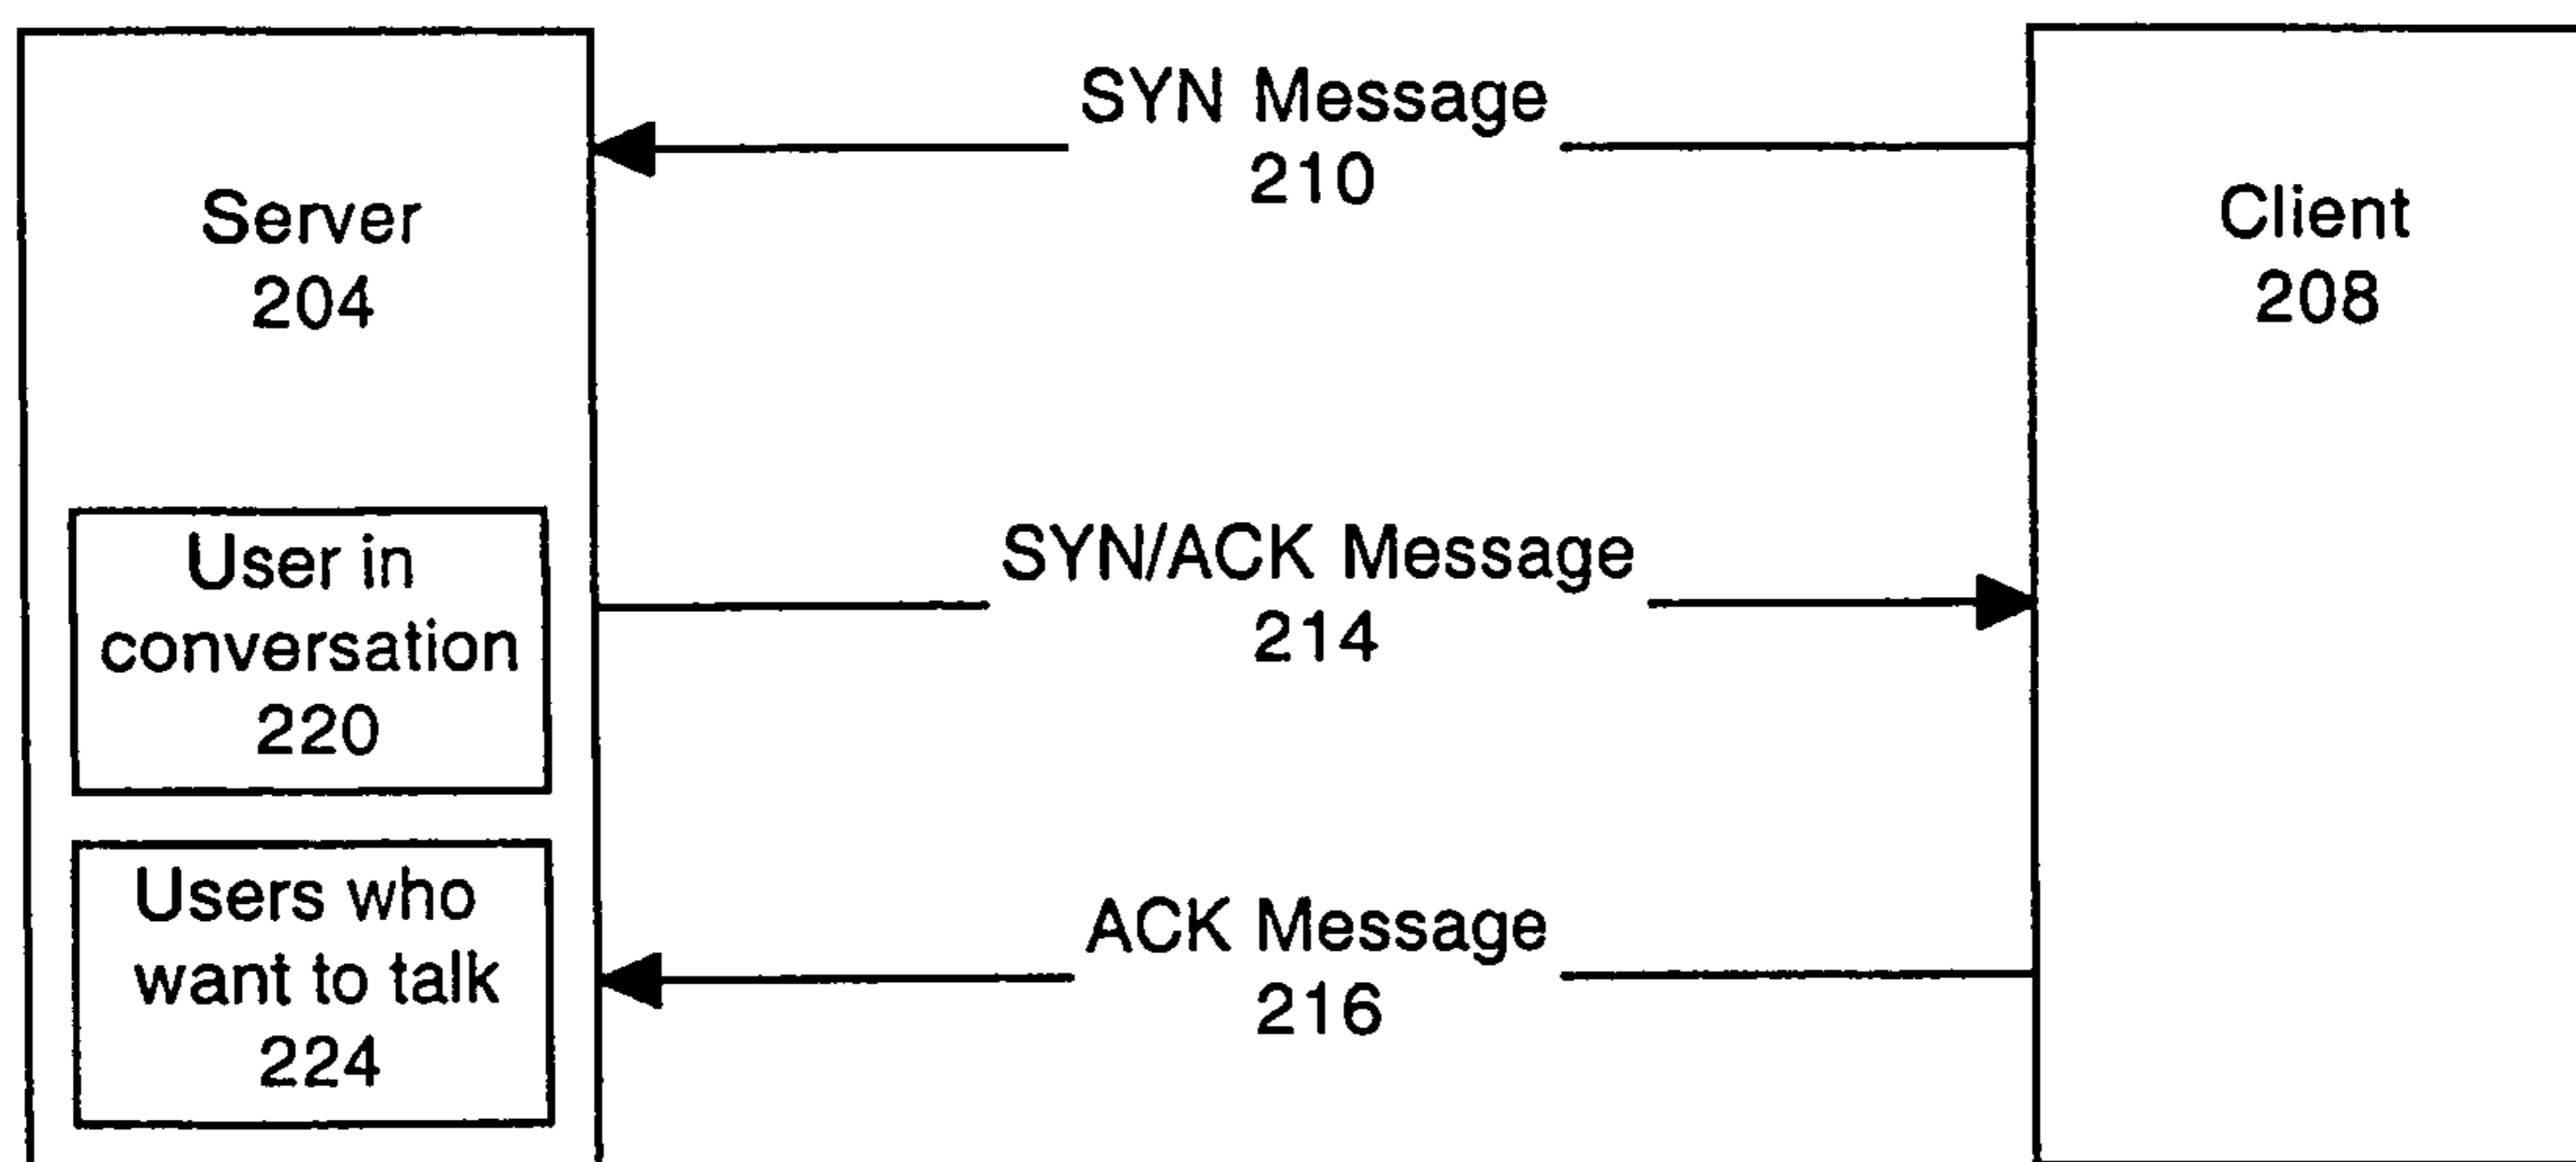 SYN Message
210
Server
204
Client
208
User in
conversation
220
SYN/ACK Message
214
Users who
want to talk
224
ACK Message
216